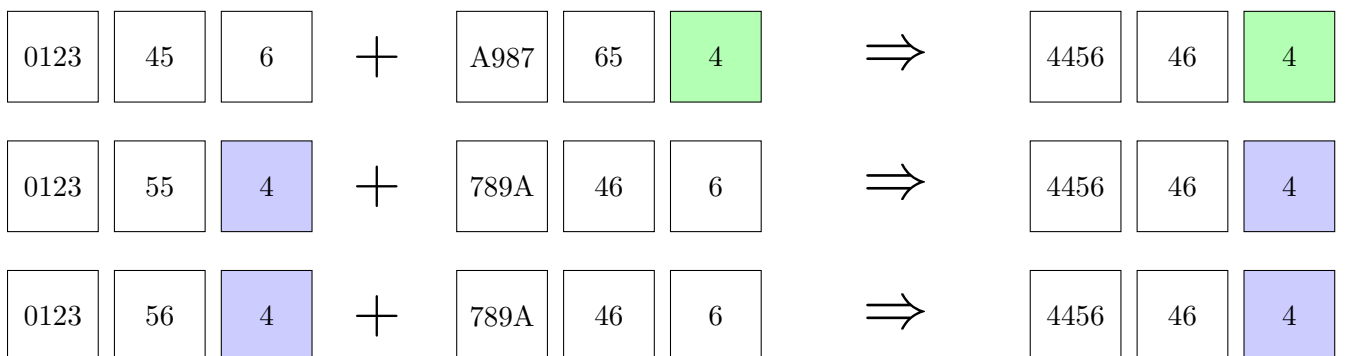 0123 45 6 + A987 65 4 ⇒ 4456 46 4
0123 55 4 + 789A 46 6 ⇒ 4456 46 4
0123 56 4 + 789A 46 6 ⇒ 4456 46 4